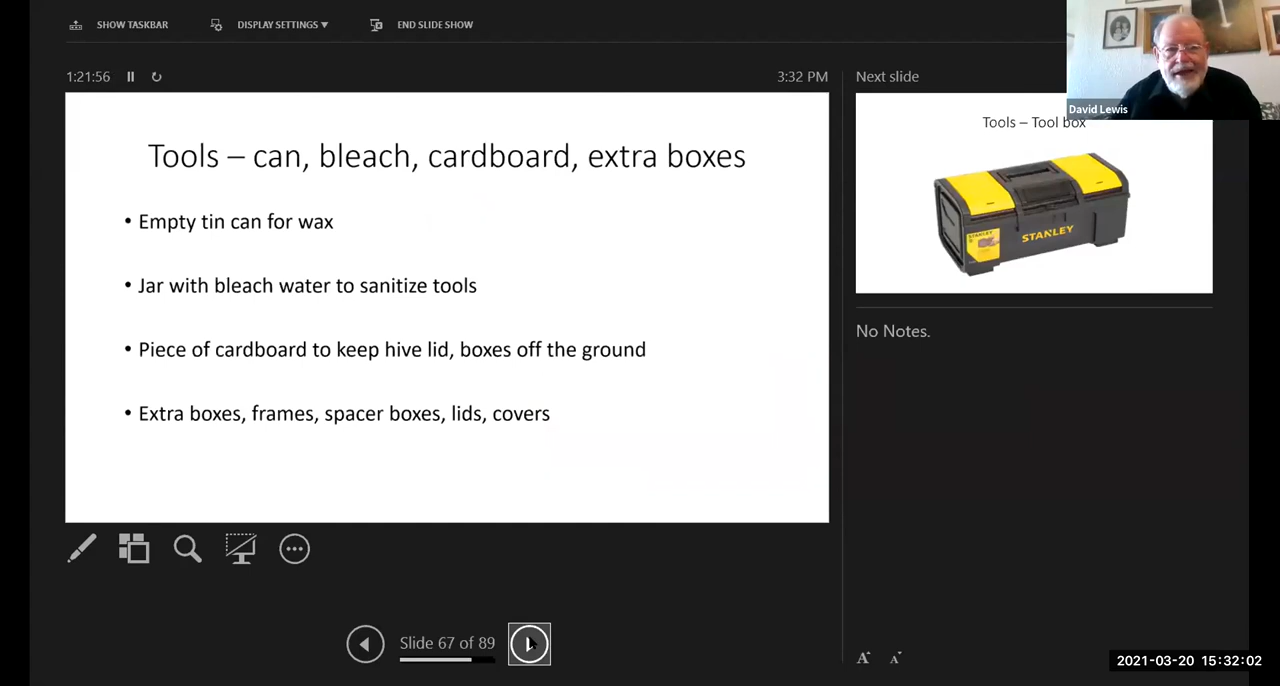 SHOW TASKBAR
DISPLAY SETTINGS ▼
END SLIDE SHOW
1:21:56
3:32 PM
Next slide
David Lewis
Tools – can, bleach, cardboard, extra boxes
• Empty tin can for wax
• Jar with bleach water to sanitize tools
• Piece of cardboard to keep hive lid, boxes off the ground
• Extra boxes, frames, spacer boxes, lids, covers
Tools – Tool box
STANLEY
STANLEY
No Notes.
Slide 67 of 89
A
A
2021-03-20 15:32:02